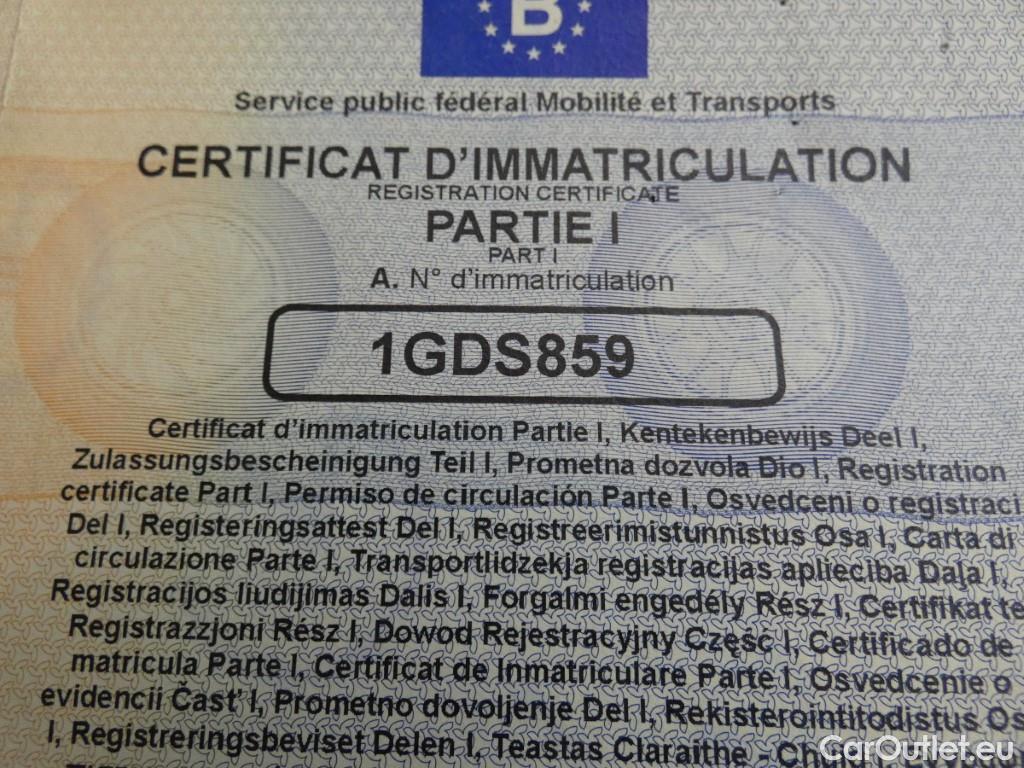 B
Service public fédéral Mobilité et Transports
CERTIFICAT D'IMMATRICULATION
REGISTRATION CERTIFICATE
PARTIE I
PART I
A. N° d'immatriculation
1GDS859
Certificat d'immatriculation Partie I, Kentekenbewijs Deel I,
Zulassungsbescheinigung Teil I, Prometna dozvola Dio I, Registration
certificate Part I, Permiso de circulación Parte I, Osvedceni o registraci
Del I, Registeringsattest Del I, Registreerimistunnistus Osa I, Carta di
circulazione Parte I, Transportlidzekja registracijas aplieciba Daļa I,
Registracijos liudijimas Dalis I, Forgalmi engedély Rész I, Certifikat te
Registrazzjoni Rész I, Dowod Rejestracyjny Część I, Certificado de
matricula Parte I, Certificat de Inmatriculare Parte I, Osvedcenie o
evidencii Časť I, Prometno dovoljenje Del I, Rekisterointitodistus Os
I, Registreringsbeviset Delen I, Teastas Claraithe -
CarOutlet.eu